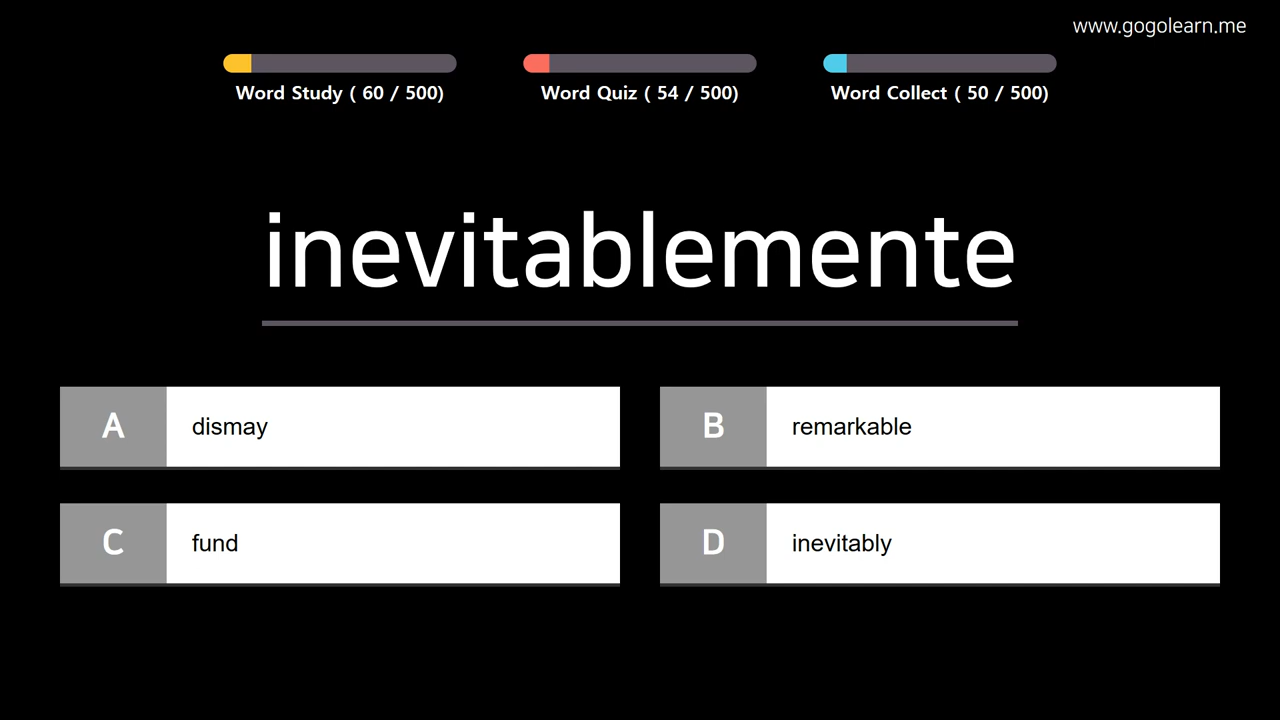 www.gogolearn.me
Word Study ( 60 / 500)
Word Quiz ( 54 / 500)
Word Collect ( 50 / 500)
inevitablemente
A dismay
B remarkable
C fund
D inevitably